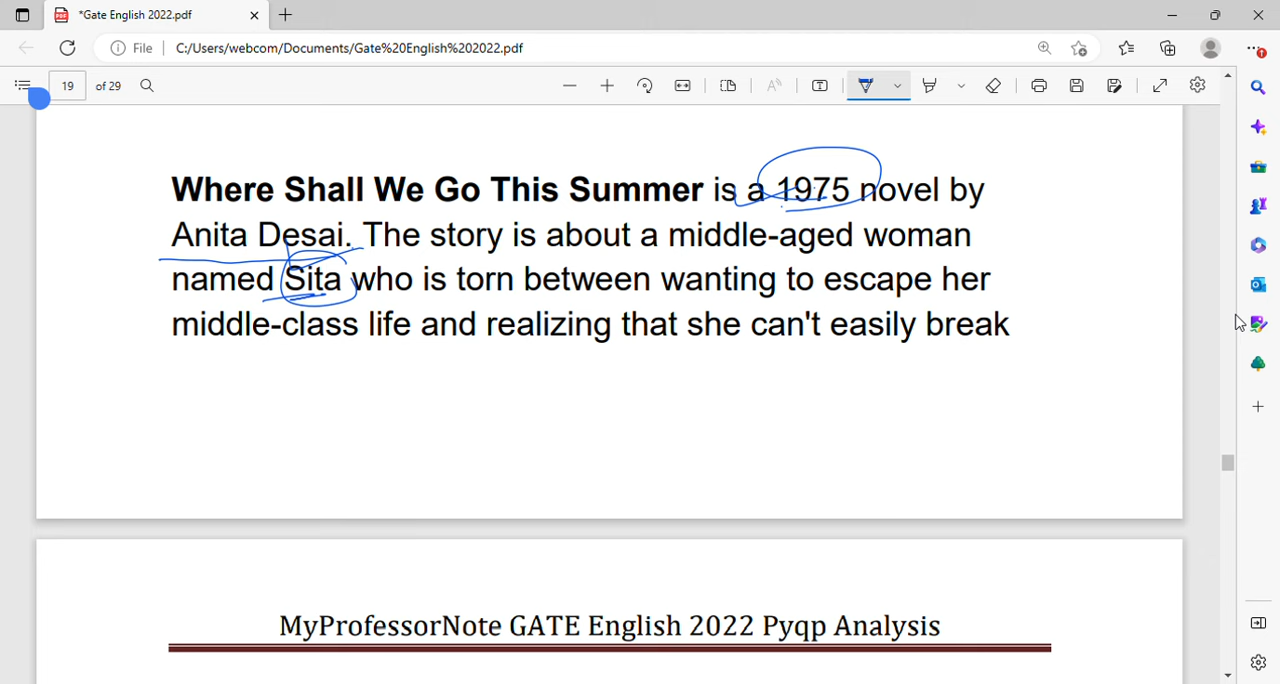 *Gate English 2022.pdf
File
C:/Users/webcom/Documents/Gate%20English%202022.pdf
19 of 29
Where Shall We Go This Summer is a 1975 novel by
Anita Desai. The story is about a middle-aged woman
named Sita who is torn between wanting to escape her
middle-class life and realizing that she can't easily break
MyProfessorNote GATE English 2022 Pyqp Analysis